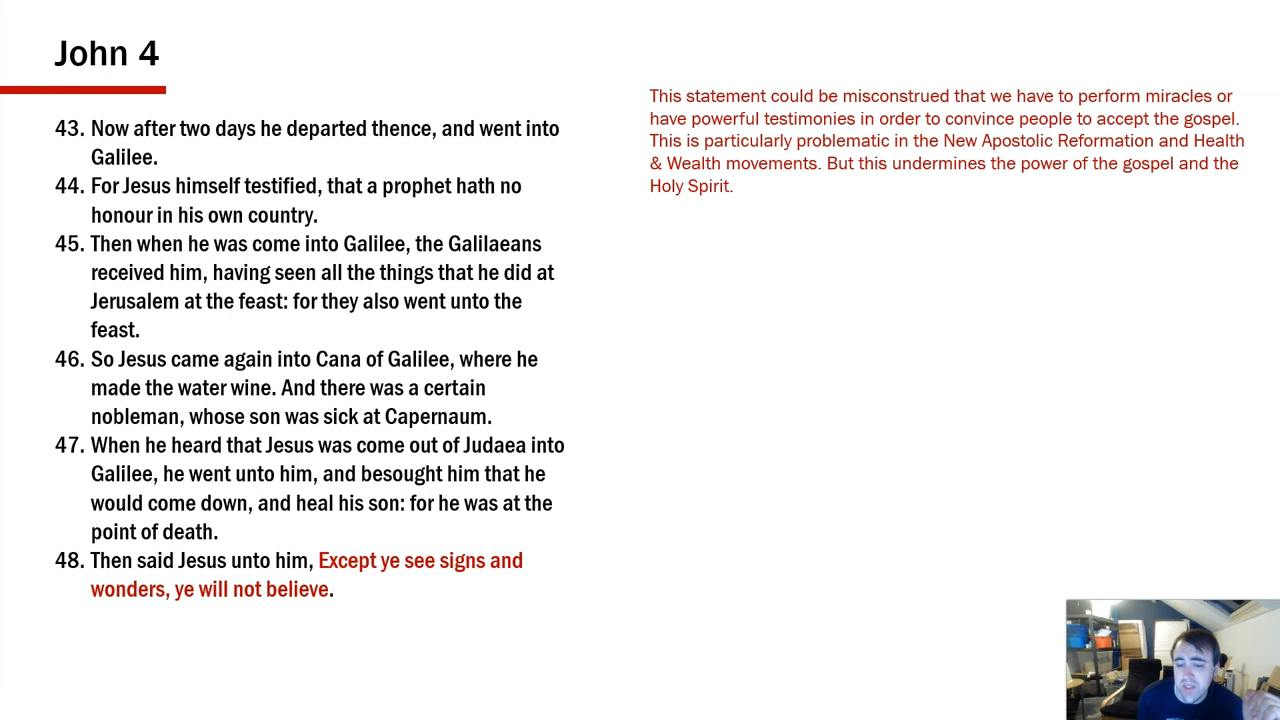 John 4
43. Now after two days he departed thence, and went into
Galilee.
44. For Jesus himself testified, that a prophet hath no
honour in his own country.
45. Then when he was come into Galilee, the Galilaeans
received him, having seen all the things that he did at
Jerusalem at the feast: for they also went unto the
feast.
46. So Jesus came again into Cana of Galilee, where he
made the water wine. And there was a certain
nobleman, whose son was sick at Capernaum.
47. When he heard that Jesus was come out of Judaea into
Galilee, he went unto him, and besought him that he
would come down, and heal his son: for he was at the
point of death.
48. Then said Jesus unto him, Except ye see signs and
wonders, ye will not believe.
This statement could be misconstrued that we have to perform miracles or
have powerful testimonies in order to convince people to accept the gospel.
This is particularly problematic in the New Apostolic Reformation and Health
& Wealth movements. But this undermines the power of the gospel and the
Holy Spirit.